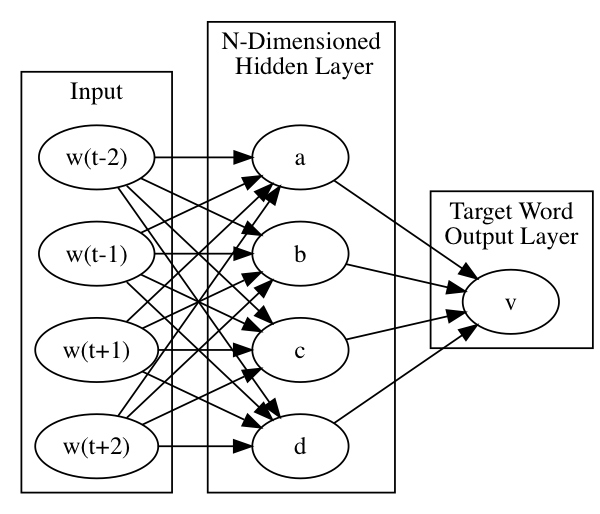 Input
w(t-2)
w(t-1)
w(t+1)
w(t+2)
N-Dimensioned
Hidden Layer
a
b
c
d
Target Word
Output Layer
v